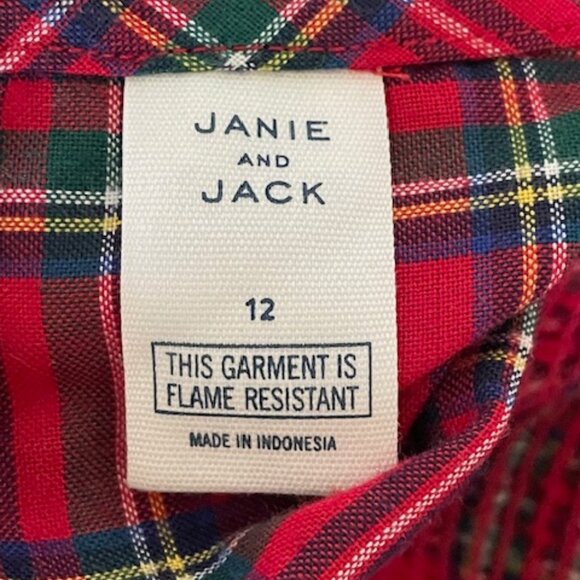 JANIE
AND
JACK
12
THIS GARMENT IS
FLAME RESISTANT
MADE IN INDONESIA